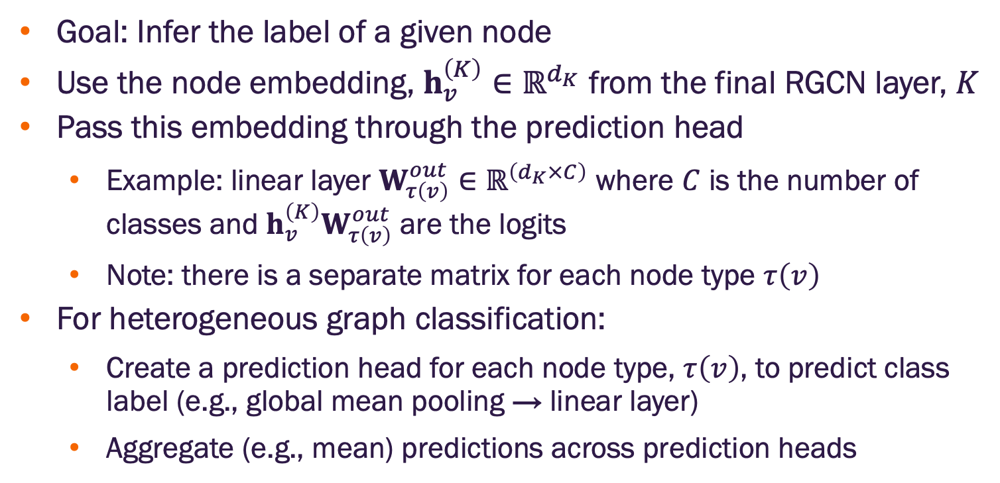 • Goal: Infer the label of a given node
• Use the node embedding, $\mathbf{h}_v^{(K)} \in \mathbb{R}^{d_K}$ from the final RGCN layer, $K$
• Pass this embedding through the prediction head
• Example: linear layer $\mathbf{W}_{\tau(v)}^{out} \in \mathbb{R}^{(d_K \times C)}$ where $C$ is the number of
classes and $\mathbf{h}_v^{(K)}\mathbf{W}_{\tau(v)}^{out}$ are the logits
• Note: there is a separate matrix for each node type $\tau(v)$
• For heterogeneous graph classification:
• Create a prediction head for each node type, $\tau(v)$, to predict class
label (e.g., global mean pooling → linear layer)
• Aggregate (e.g., mean) predictions across prediction heads